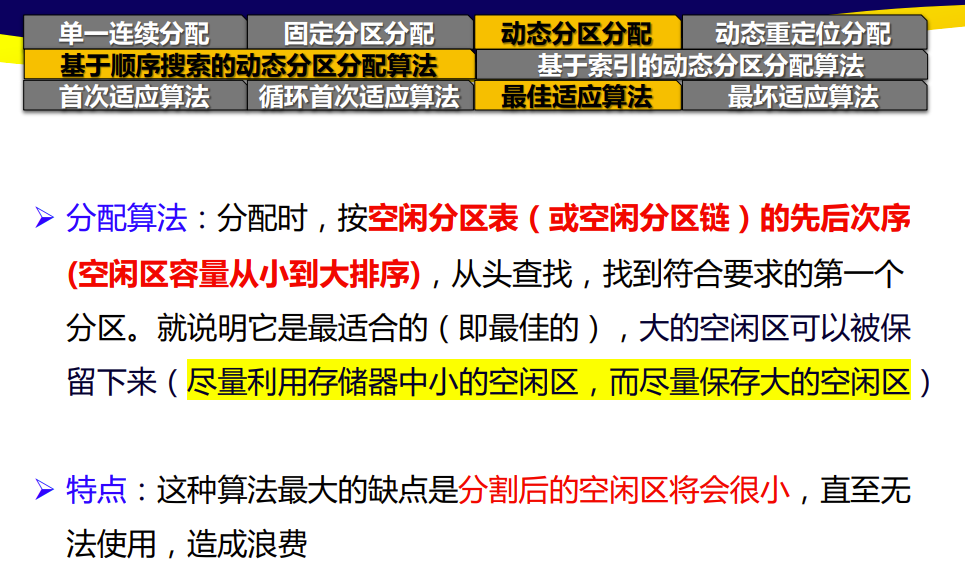 单一连续分配 固定分区分配 动态分区分配 动态重定位分配
基于顺序搜索的动态分区分配算法 基于索引的动态分区分配算法
首次适应算法 循环首次适应算法 最佳适应算法 最坏适应算法
分配算法：分配时，按空闲分区表（或空闲分区链）的先后次序
(空闲区容量从小到大排序)，从头查找，找到符合要求的第一个
分区。就说明它是最适合的（即最佳的），大的空闲区可以被保
留下来（尽量利用存储器中小的空闲区，而尽量保存大的空闲区）
特点：这种算法最大的缺点是分割后的空闲区将会很小，直至无
法使用，造成浪费